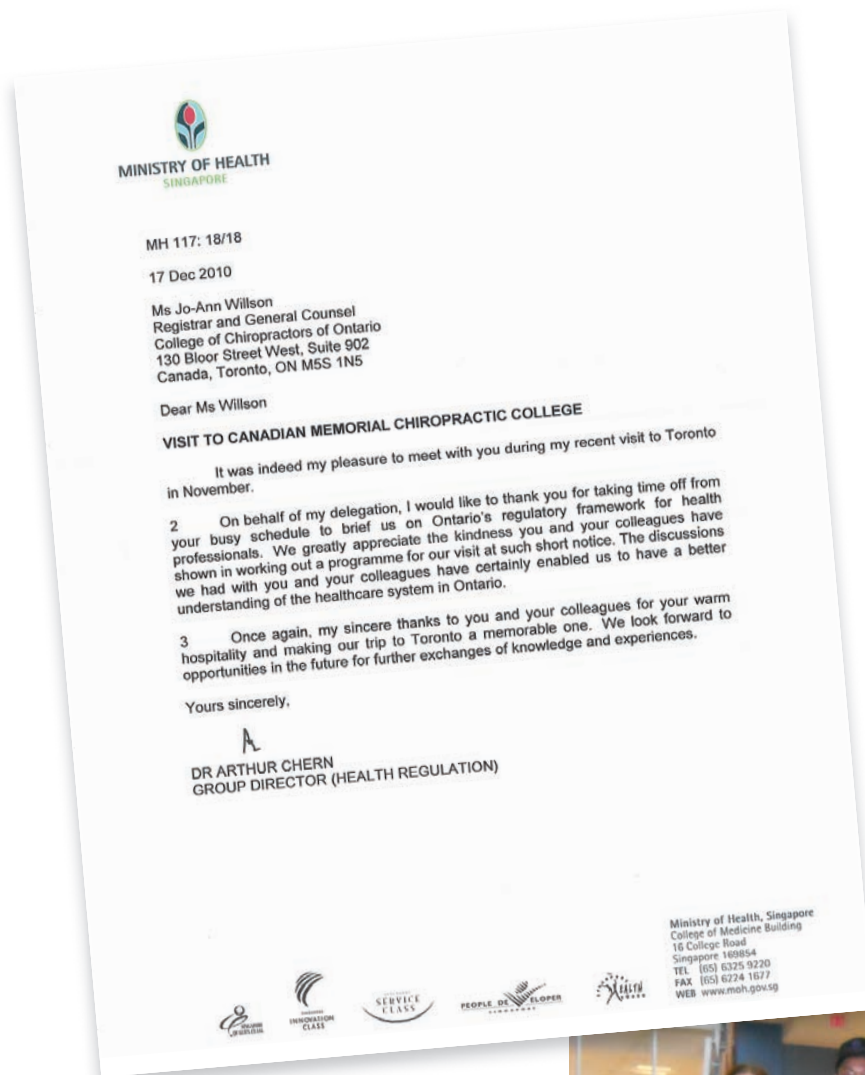 MINISTRY OF HEALTH
SINGAPORE
MH 117: 18/18
17 Dec 2010
Ms Jo-Ann Willson
Registrar and General Counsel
College of Chiropractors of Ontario
130 Bloor Street West, Suite 902
Canada, Toronto, ON M5S 1N5
Dear Ms Willson
VISIT TO CANADIAN MEMORIAL CHIROPRACTIC COLLEGE
It was indeed my pleasure to meet with you during my recent visit to Toronto
in November.
2 On behalf of my delegation, I would like to thank you for taking time off from
your busy schedule to brief us on Ontario's regulatory framework for health
professionals. We greatly appreciate the kindness you and your colleagues have
shown in working out a programme for our visit at such short notice. The discussions
we had with you and your colleagues have certainly enabled us to have a better
understanding of the healthcare system in Ontario.
3 Once again, my sincere thanks to you and your colleagues for your warm
hospitality and making our trip to Toronto a memorable one. We look forward to
opportunities in the future for further exchanges of knowledge and experiences.
Yours sincerely,
DR ARTHUR CHERN
GROUP DIRECTOR (HEALTH REGULATION)
Ministry of Health, Singapore
College of Medicine Building
16 College Road
Singapore 169854
TEL (65) 6325 9220
FAX (65) 6224 1677
WEB www.moh.gov.sg
INNOVATION
CLASS
SERVICE
CLASS
PEOPLE DEVELOPER
SINGAPORE
HEALTH